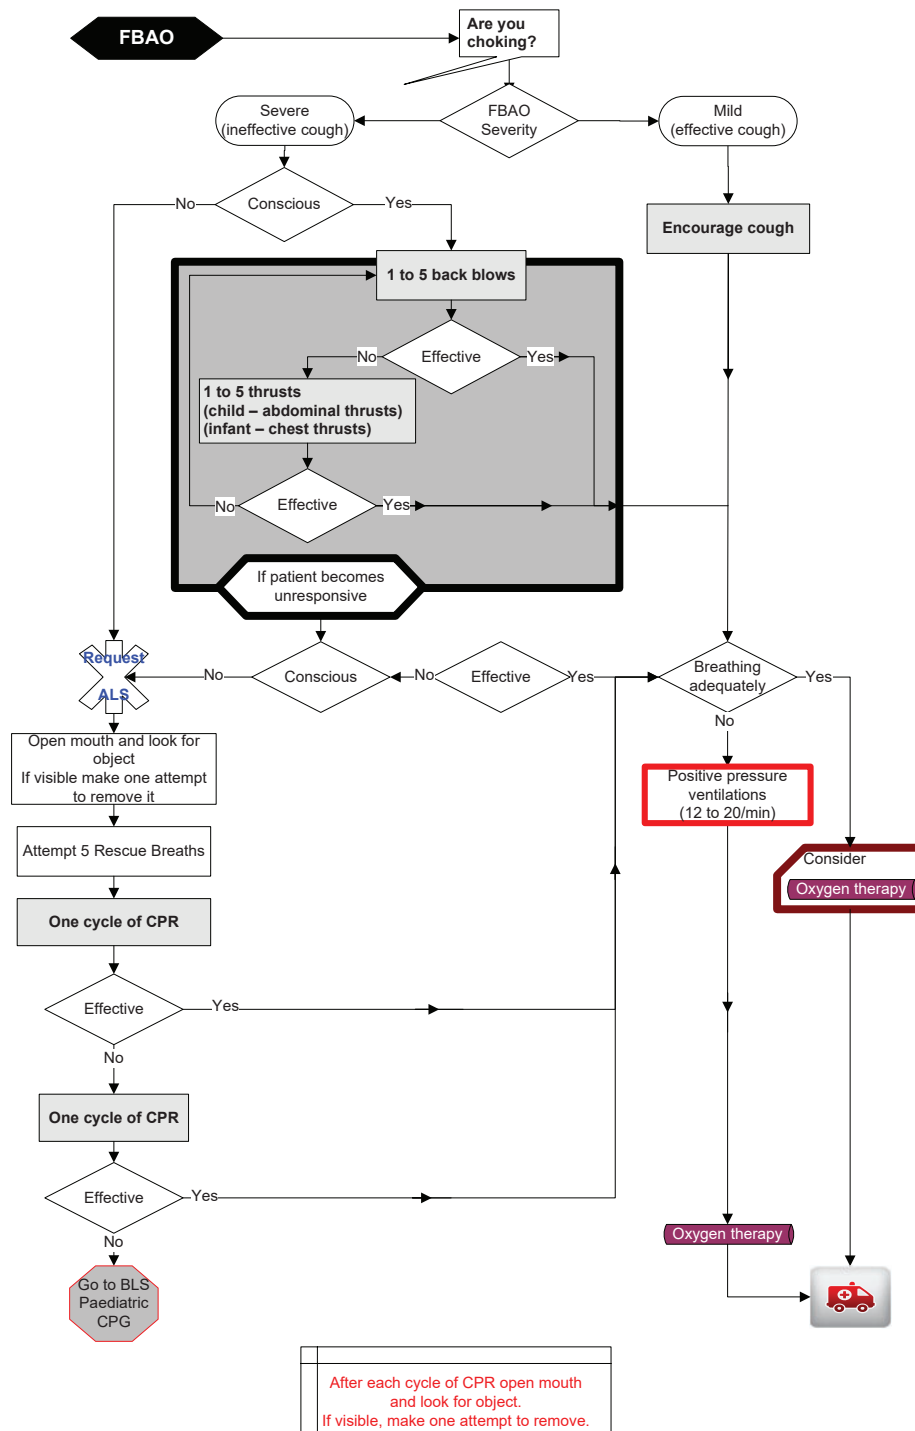 FBAO
Are you
choking?
Severe
(ineffective cough)
FBAO
Severity
Mild
(effective cough)
No
Conscious
Yes
Encourage cough
1 to 5 back blows
No
Effective
Yes
1 to 5 thrusts
(child – abdominal thrusts)
(infant – chest thrusts)
No
Effective
Yes
If patient becomes
unresponsive
Request
ALS
No
Conscious
No
Effective
Yes
Breathing
adequately
Yes
No
Open mouth and look for
object
If visible make one attempt
to remove it
Positive pressure
ventilations
(12 to 20/min)
Attempt 5 Rescue Breaths
Consider
Oxygen therapy
One cycle of CPR
Effective
Yes
No
One cycle of CPR
Effective
Yes
No
Oxygen therapy
Go to BLS
Paediatric
CPG
After each cycle of CPR open mouth
and look for object.
If visible, make one attempt to remove.